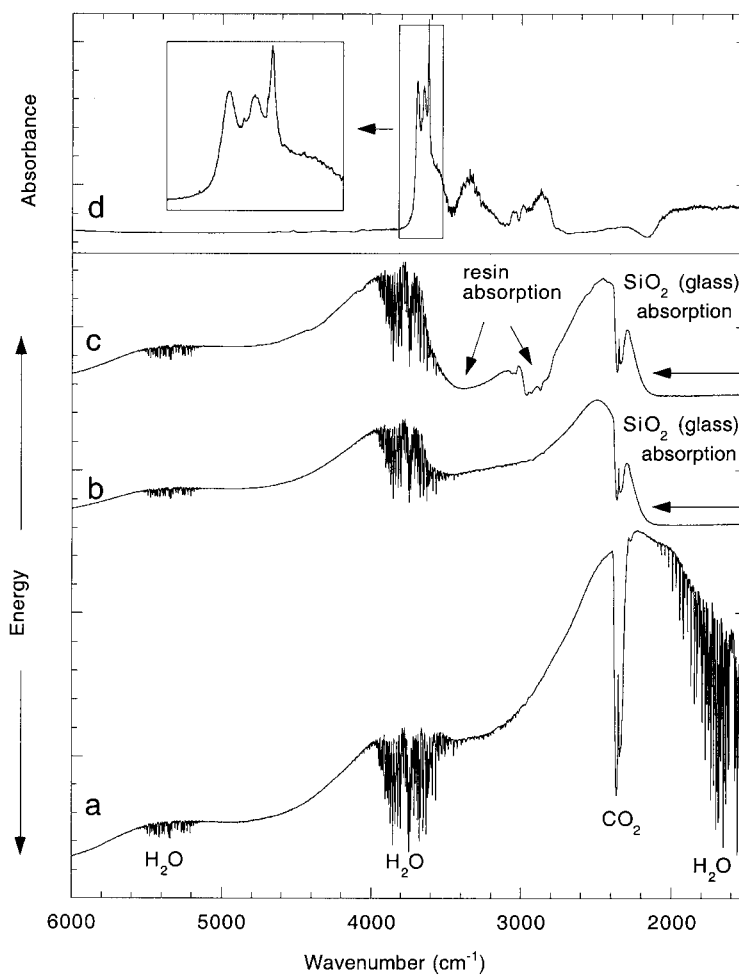 Absorbance
d
c
resin
absorption
SiO2 (glass)
absorption
b
SiO2 (glass)
absorption
Energy
a
H2O
H2O
CO2
H2O
6000
5000
4000
3000
2000
Wavenumber (cm-1)